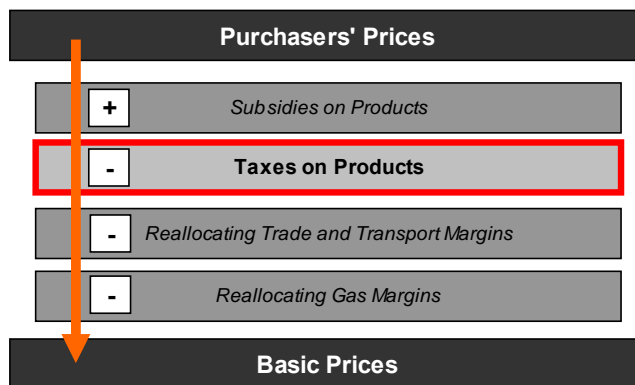 Purchasers' Prices
+ Subsidies on Products
- Taxes on Products
- Reallocating Trade and Transport Margins
- Reallocating Gas Margins
Basic Prices